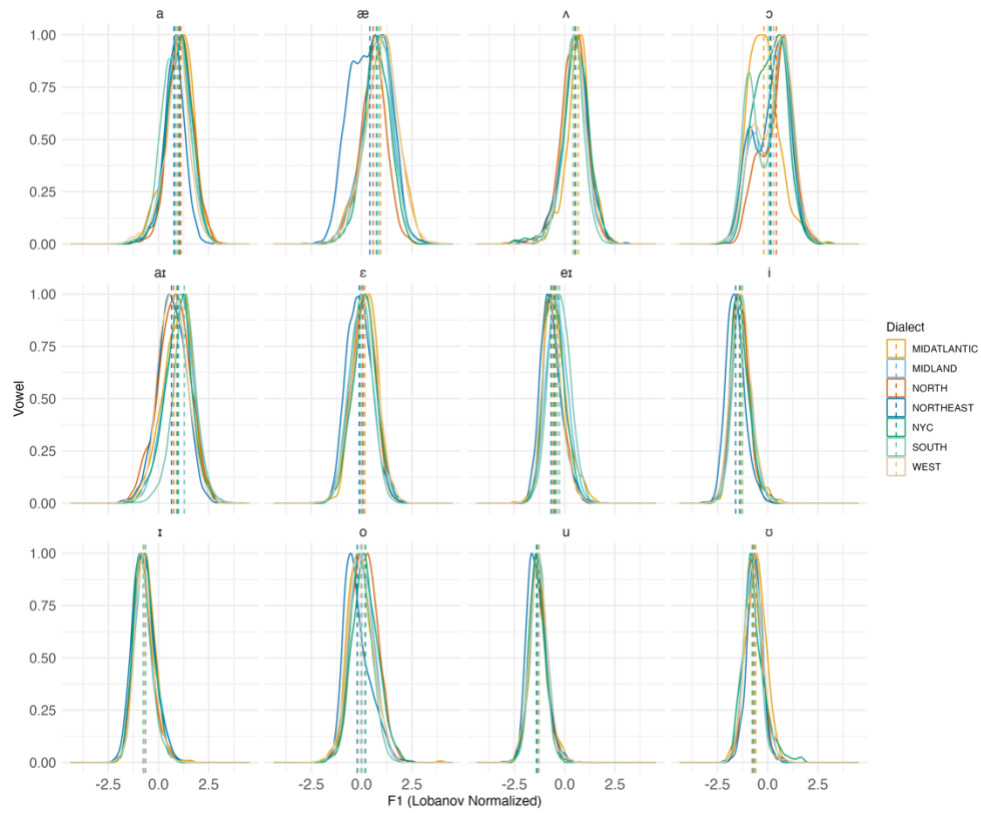 a æ ʌ ɔ
1.00
0.75
0.50
0.25
0.00
aɪ ɛ eɪ i
1.00
0.75
0.50
0.25
0.00
ɪ o u ʊ
1.00
0.75
0.50
0.25
0.00
-2.5 0.0 2.5 -2.5 0.0 2.5 -2.5 0.0 2.5 -2.5 0.0 2.5
F1 (Lobanov Normalized)
Vowel
Dialect
MIDATLANTIC
MIDLAND
NORTH
NORTHEAST
NYC
SOUTH
WEST